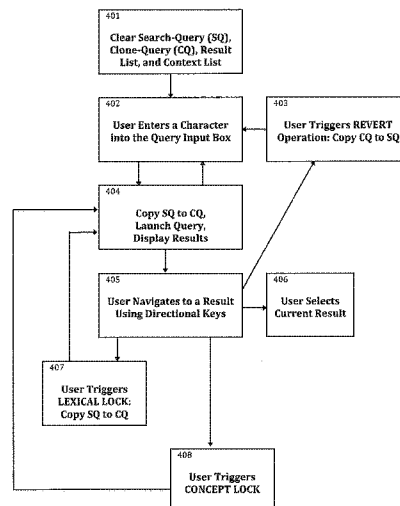 401
Clear Search-Query (SQ),
Clone-Query (CQ), Result
List, and Context List
402
User Enters a Character
into the Query Input Box
403
User Triggers REVERT
Operation: Copy CQ to SQ
404
Copy SQ to CQ,
Launch Query,
Display Results
405
User Navigates to a Result
Using Directional Keys
406
User Selects
Current Result
407
User Triggers
LEXICAL LOCK:
Copy SQ to CQ
408
User Triggers
CONCEPT LOCK